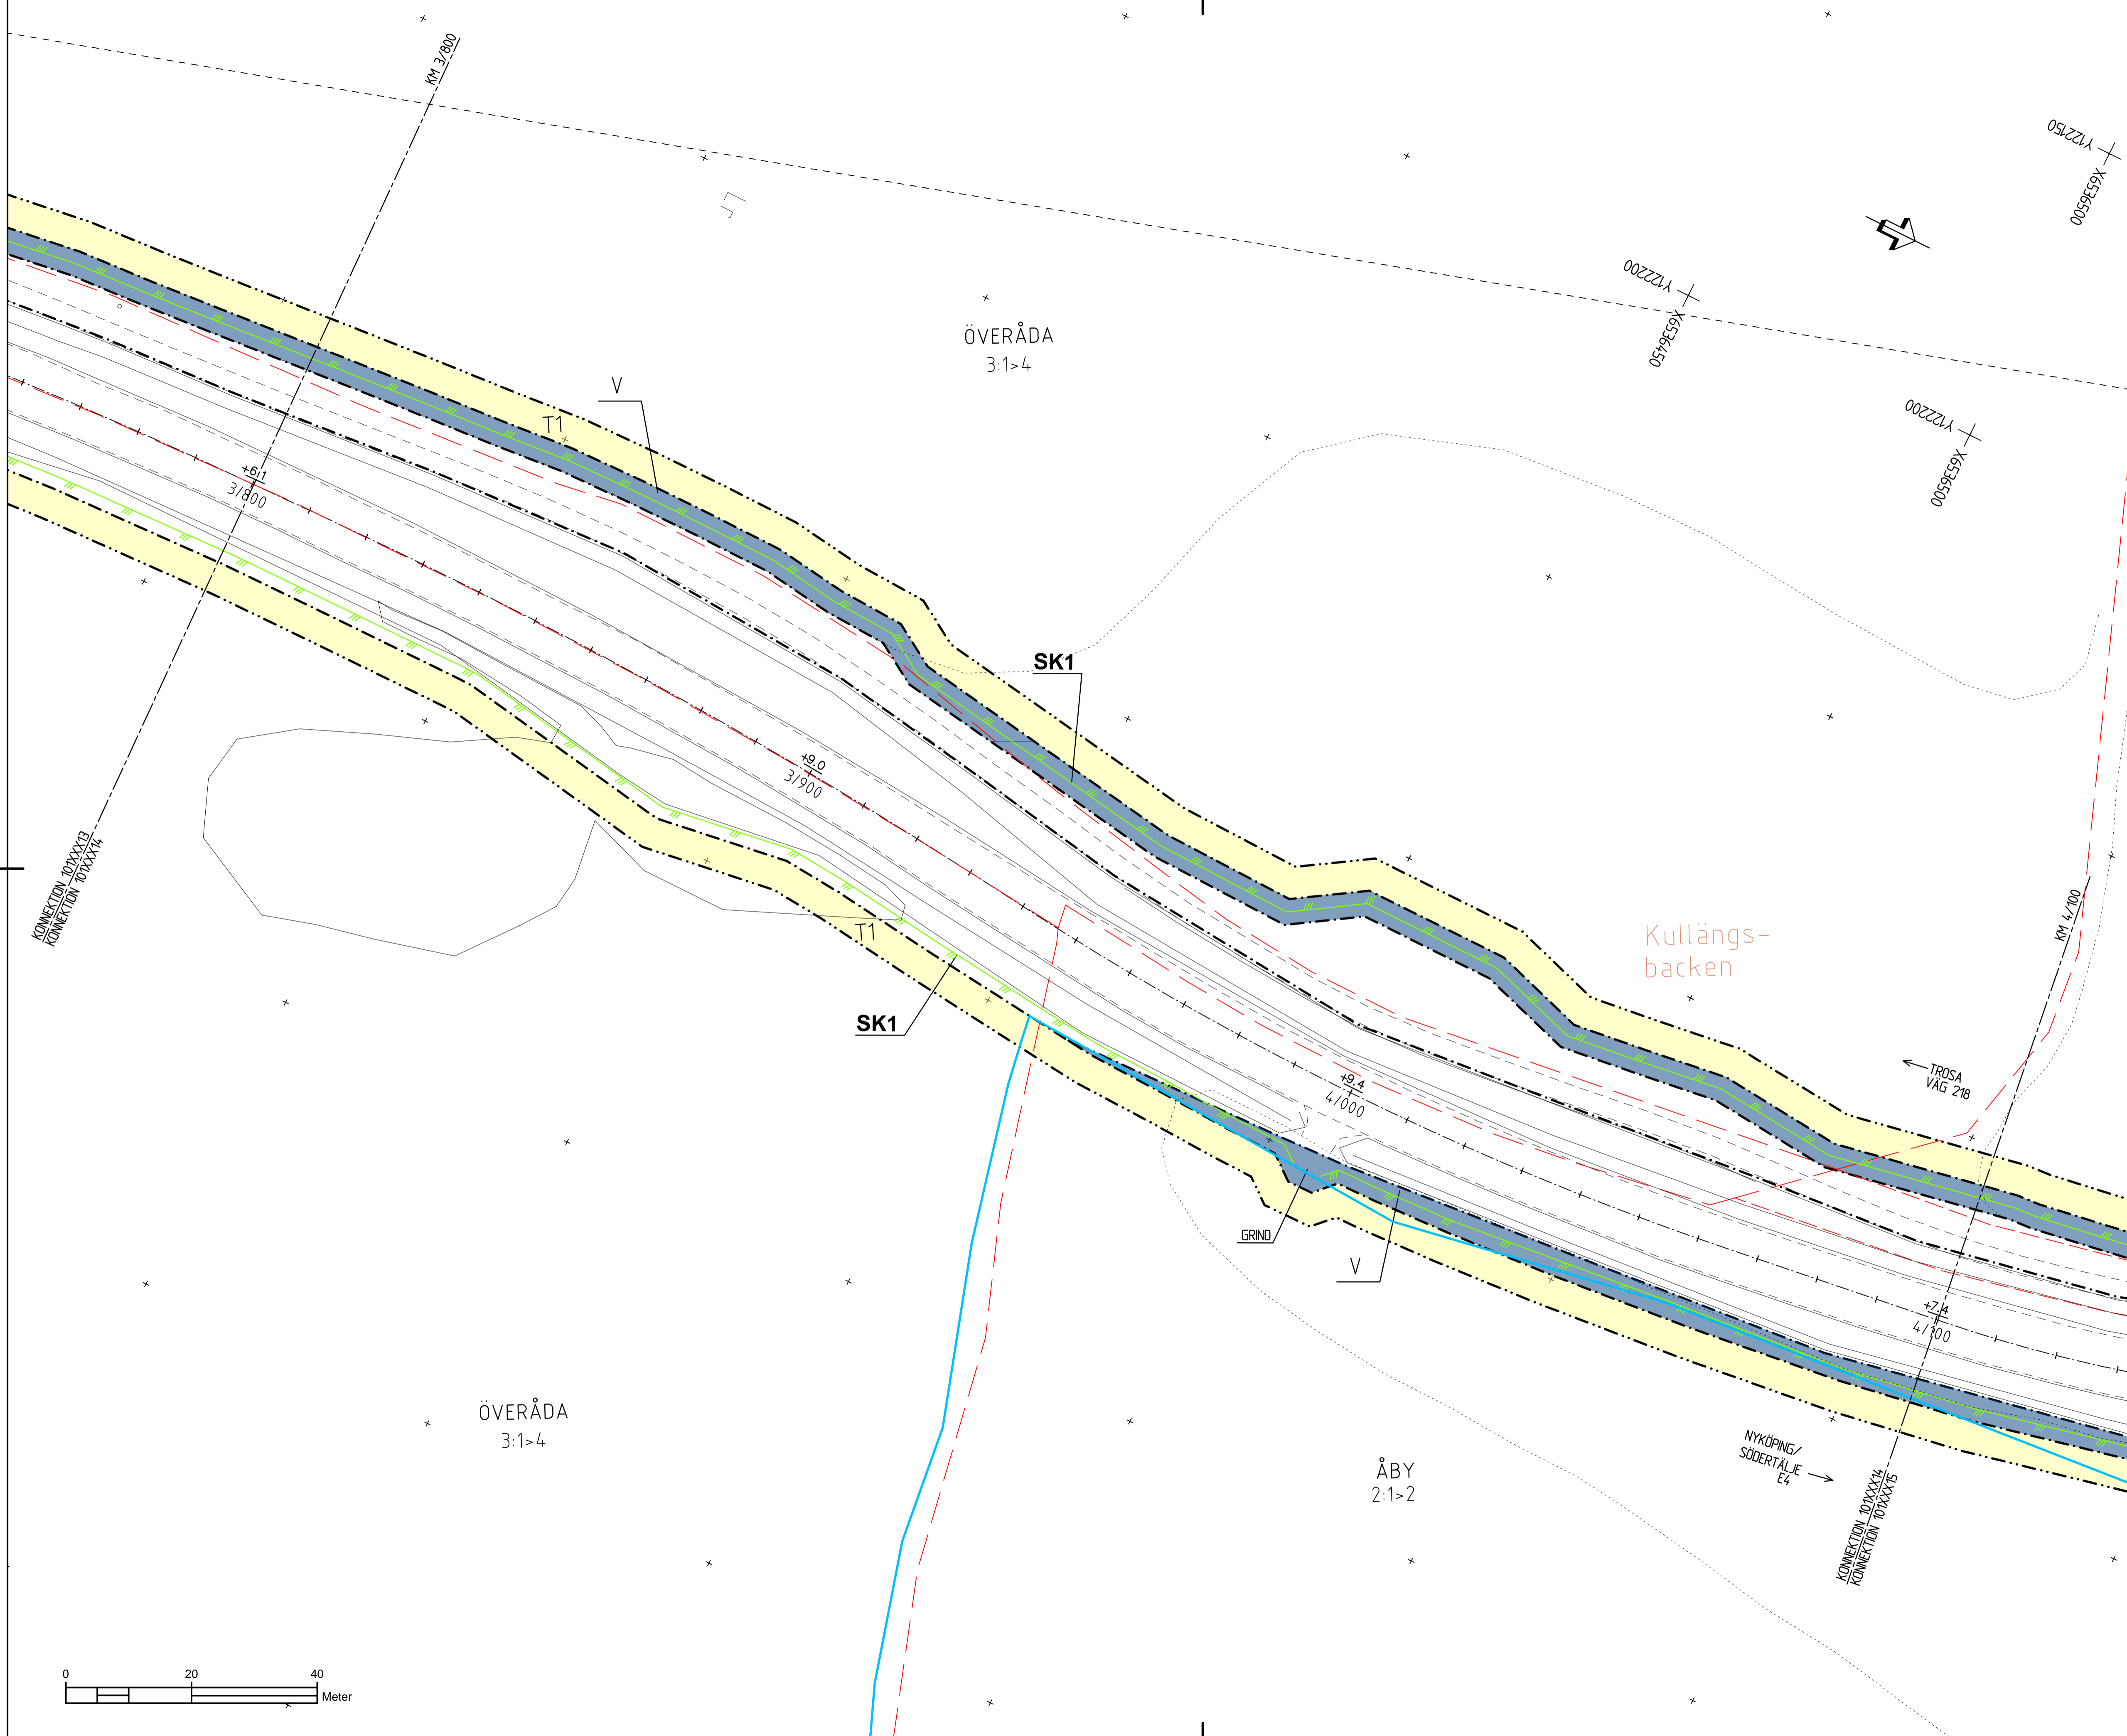 KM 3/800
Y122150
X6536500
Y122200
X6536450
ÖVERÅDA
3:1>4
V
T1
Y122200
X6536500
+6.1
3/800
SK1
+9.0
3/900
KONNEKTION 101XXX13
KONNEKTION 101XXX14
T1
Kullängs-
backen
KM 4/100
SK1
TROSA
VÄG 218
+9.4
4/000
GRIND
V
+7.4
4/100
ÖVERÅDA
3:1>4
NYKÖPING/
SÖDERTÄLJE
E4
ÅBY
2:1>2
KONNEKTION 101XXX14
KONNEKTION 101XXX15
0 20 40
Meter